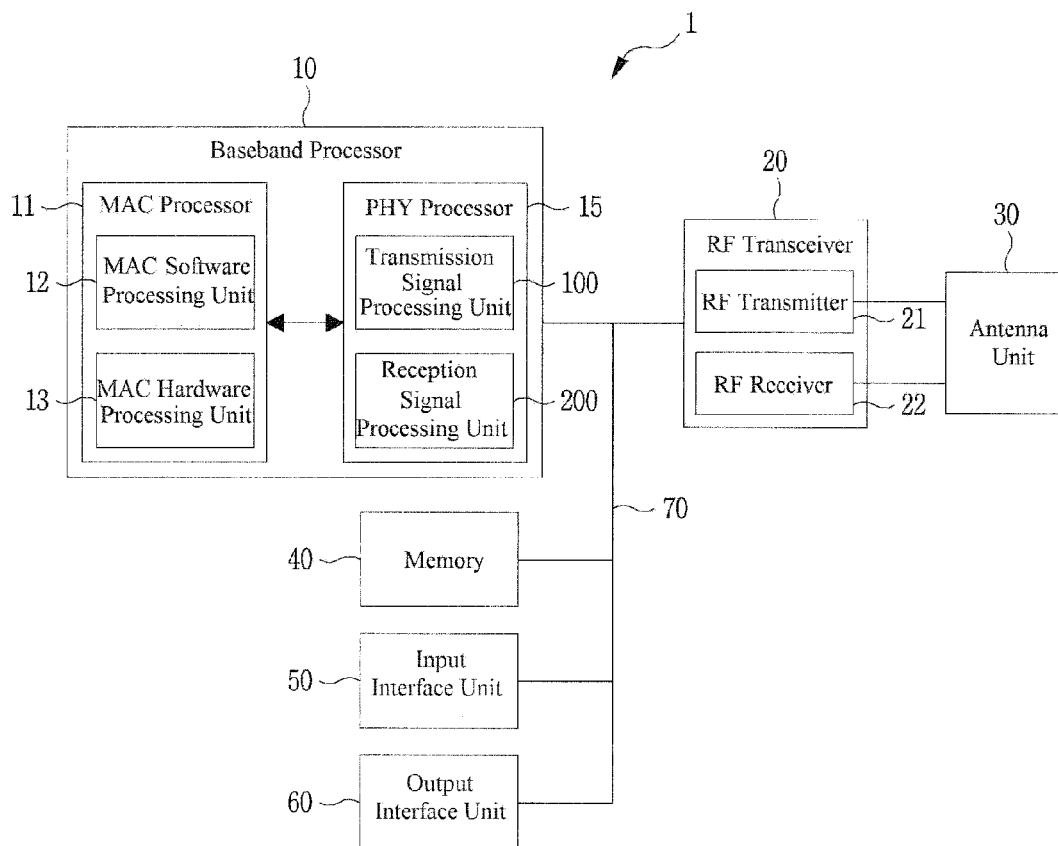 1
10
Baseband Processor
20
11
MAC Processor
PHY Processor
15
RF Transceiver
30
12
MAC Software
Processing Unit
Transmission
Signal
Processing Unit
100
RF Transmitter
21
Antenna
Unit
13
MAC Hardware
Processing Unit
Reception
Signal
Processing Unit
200
RF Receiver
22
70
40
Memory
50
Input
Interface Unit
60
Output
Interface Unit